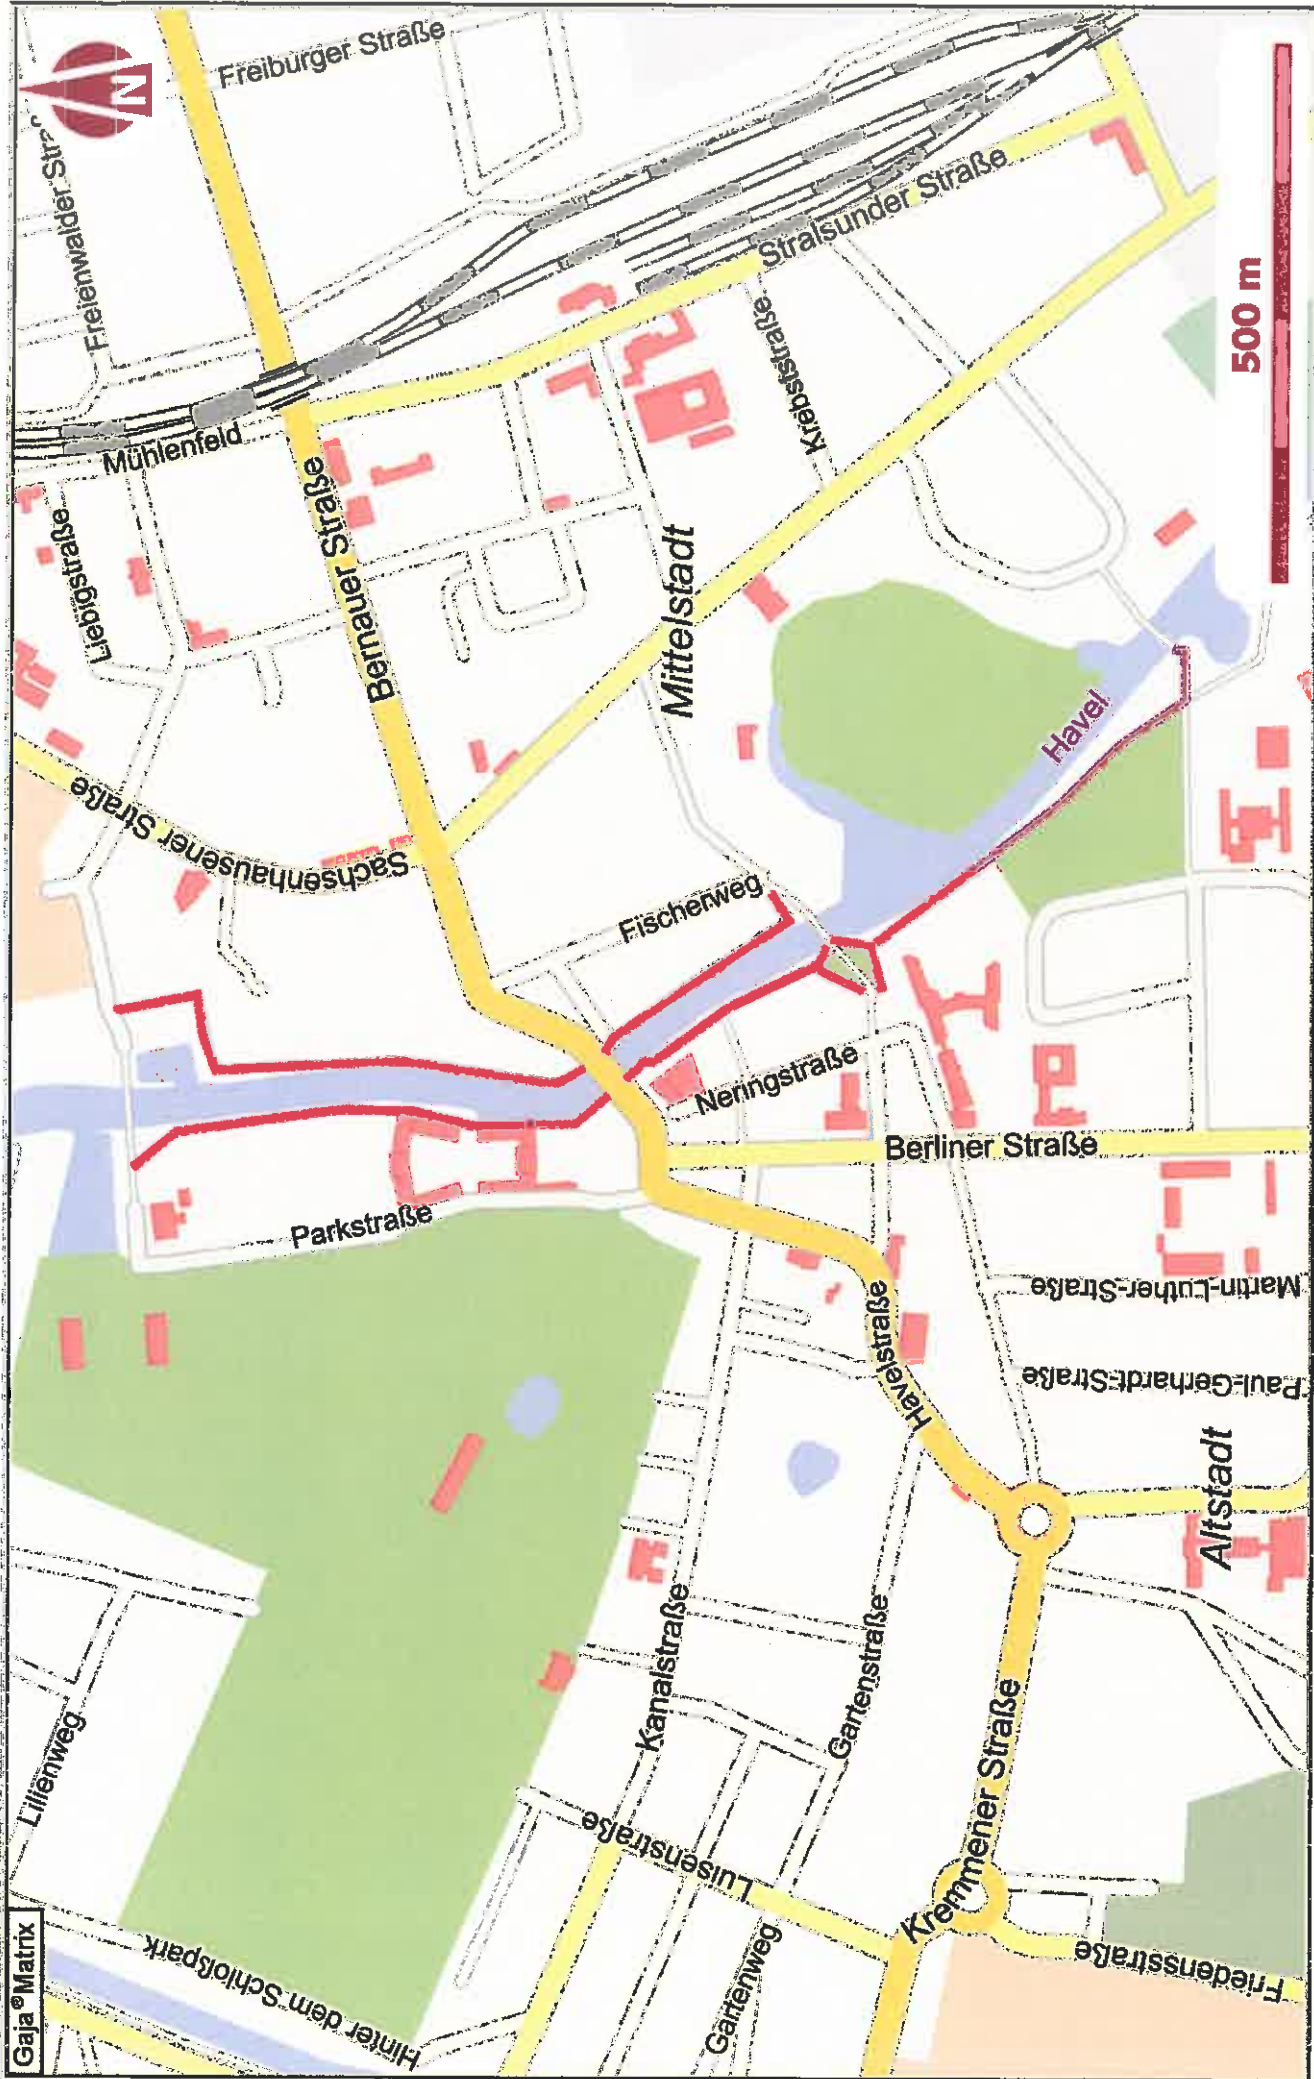 Gaja®Matrix
N
Freiburger Straße
Mühlenfeld
Liebigstraße
Bernauer Straße
Stralsunder Straße
Krebststraße
Mittelstadt
Sachsenhausener Straße
Fischerweg
Havel
500 m
Neringstraße
Berliner Straße
Parkstraße
Havelstraße
Martin-Luther-Straße
Paul-Gerhardt-Straße
Altstadt
Kanalstraße
Gartenstraße
Kremmener Straße
Lilienweg
Luisenstraße
Gartenweg
Hinter dem Schloßpark
Friedensstraße
Freienwalder